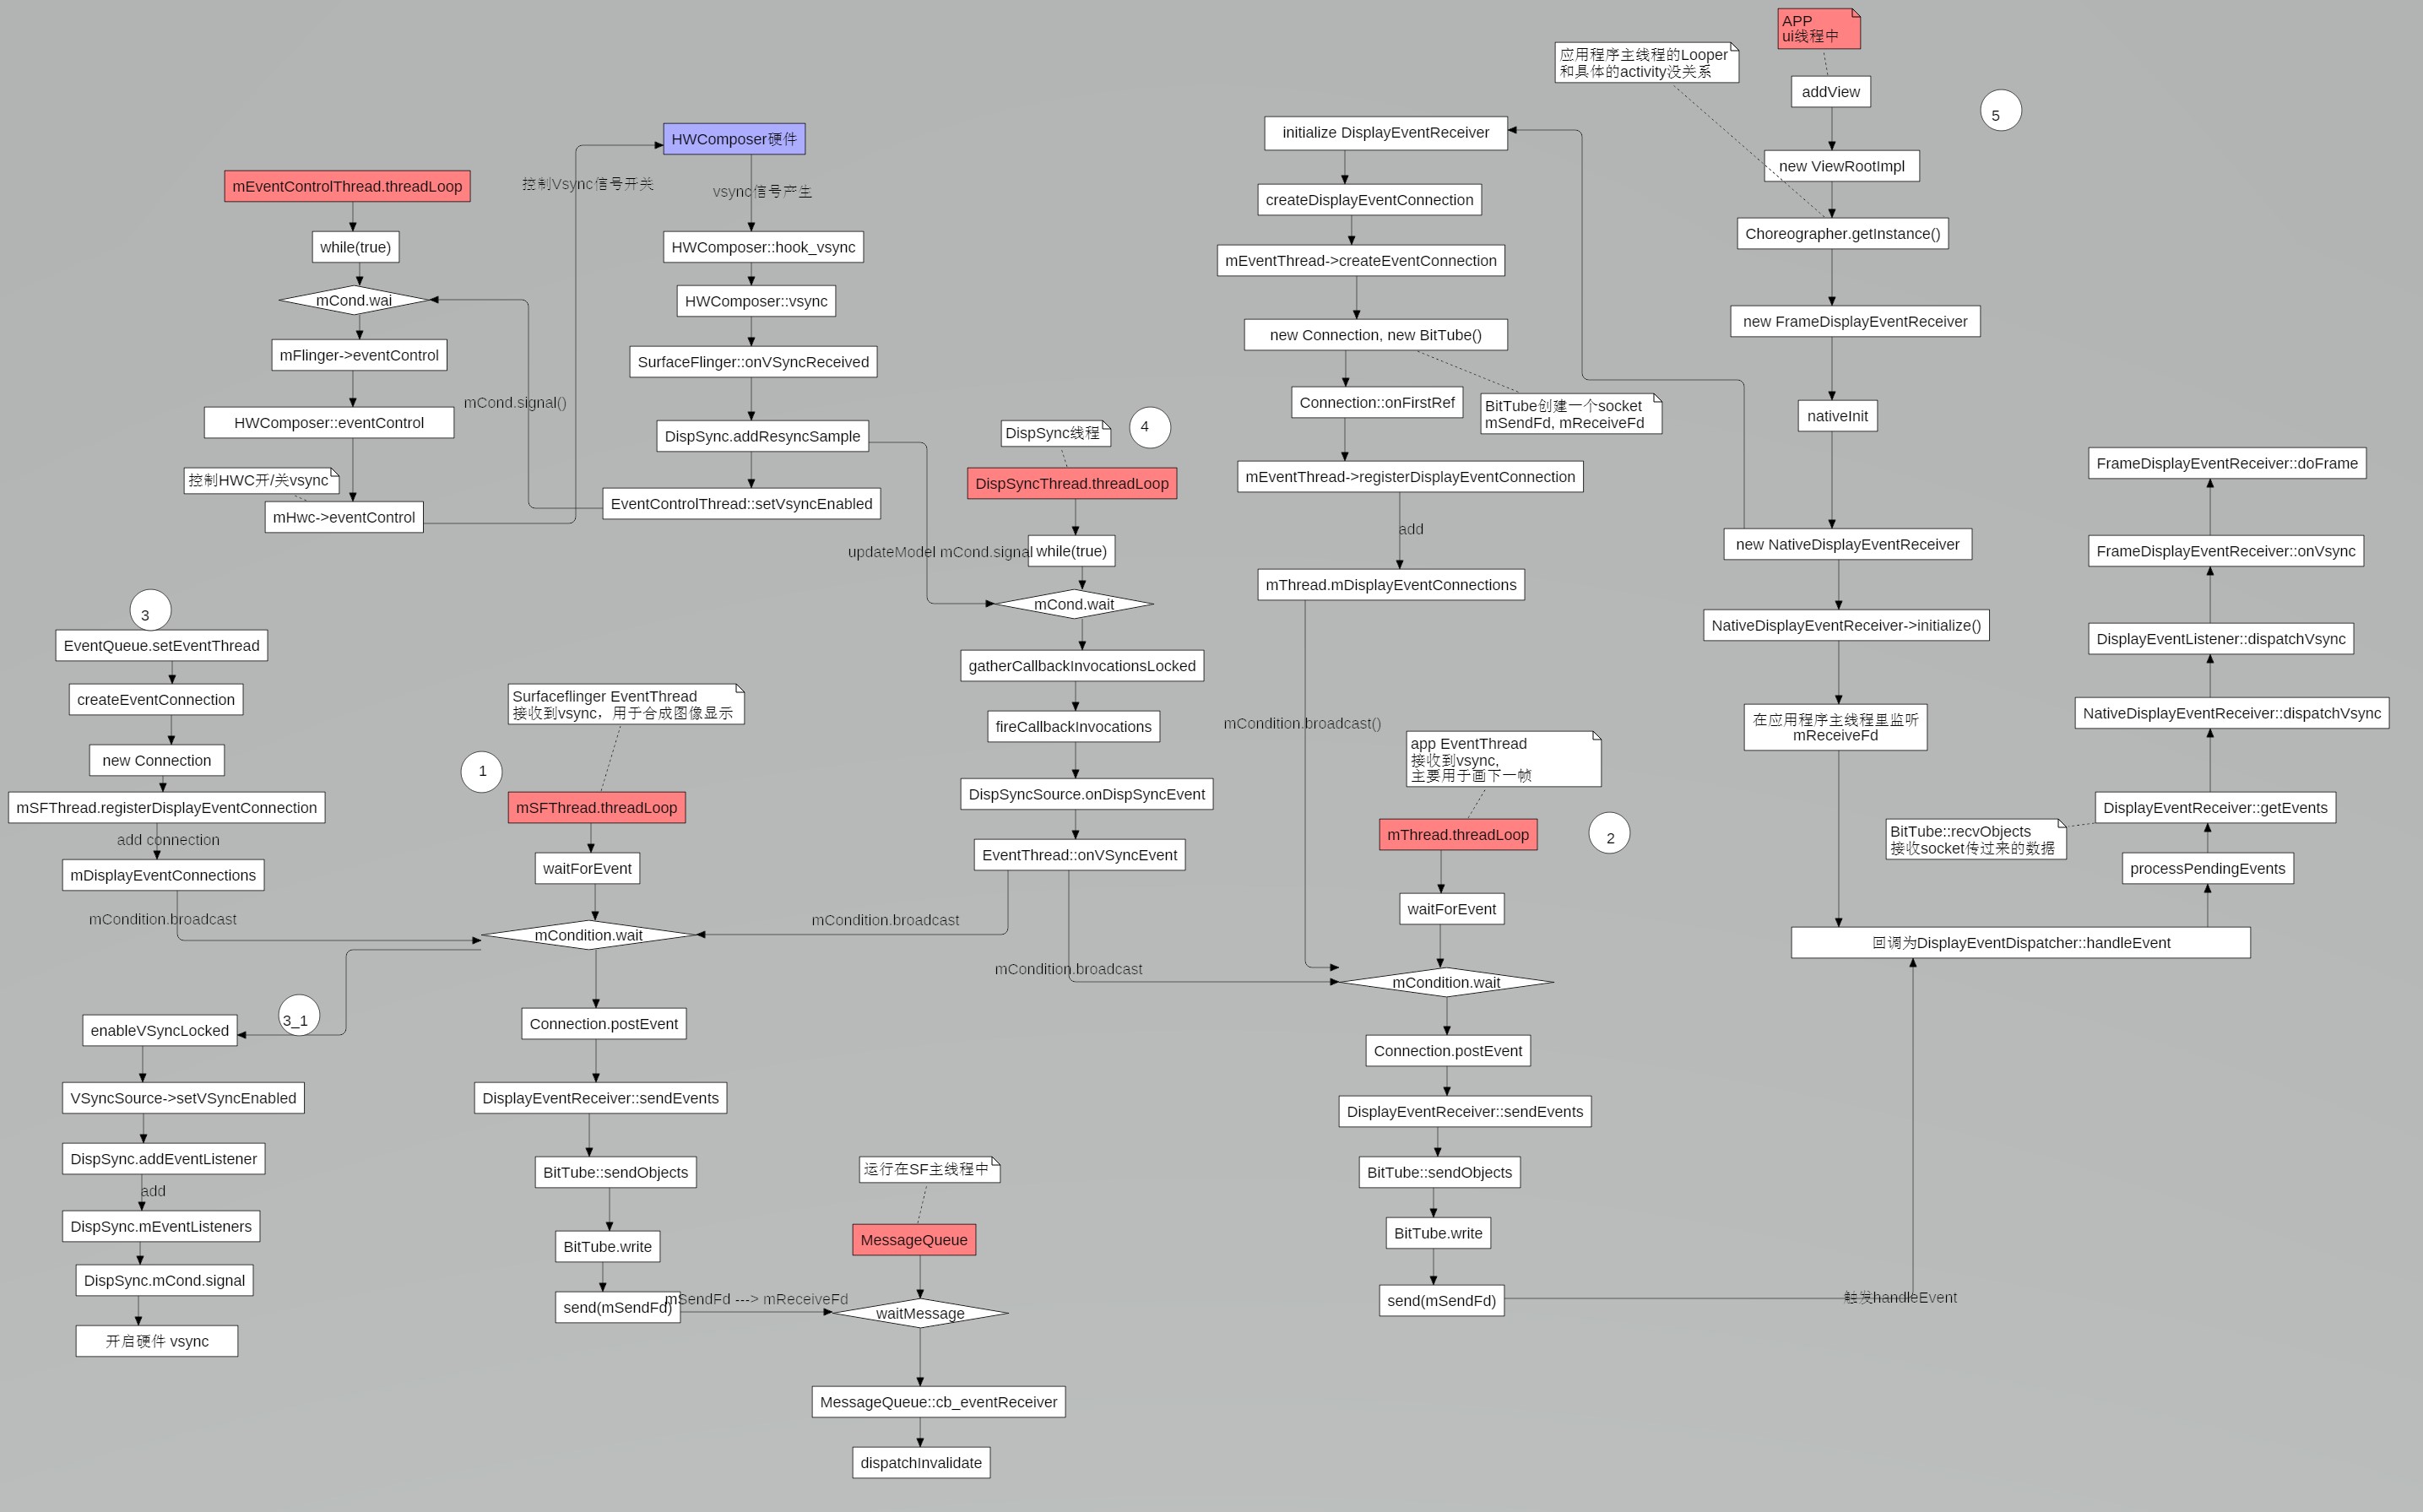 APP
ui线程中
应用程序主线程的Looper
和具体的activity没关系
addView
5
new ViewRootImpl
Choreographer.getInstance()
new FrameDisplayEventReceiver
nativeInit
new NativeDisplayEventReceiver
NativeDisplayEventReceiver->initialize()
在应用程序主线程里监听
mReceiveFd
回调为DisplayEventDispatcher::handleEvent
FrameDisplayEventReceiver::doFrame
FrameDisplayEventReceiver::onVsync
DisplayEventListener::dispatchVsync
NativeDisplayEventReceiver::dispatchVsync
DisplayEventReceiver::getEvents
BitTube::recvObjects
接收socket传过来的数据
processPendingEvents
initialize DisplayEventReceiver
createDisplayEventConnection
mEventThread->createEventConnection
new Connection, new BitTube()
Connection::onFirstRef
BitTube创建一个socket
mSendFd, mReceiveFd
mEventThread->registerDisplayEventConnection
add
mThread.mDisplayEventConnections
mCondition.broadcast()
app EventThread
接收到vsync,
主要用于画下一帧
2
mThread.threadLoop
waitForEvent
mCondition.wait
Connection.postEvent
DisplayEventReceiver::sendEvents
BitTube::sendObjects
BitTube.write
send(mSendFd)
触发handleEvent
HWComposer硬件
控制Vsync信号开关
vsync信号产生
HWComposer::hook_vsync
HWComposer::vsync
SurfaceFlinger::onVSyncReceived
DispSync.addResyncSample
EventControlThread::setVsyncEnabled
mCond.signal()
mEventControlThread.threadLoop
while(true)
mCond.wai
mFlinger->eventControl
HWComposer::eventControl
控制HWC开/关vsync
mHwc->eventControl
DispSync线程
4
DispSyncThread.threadLoop
while(true)
updateModel mCond.signal
mCond.wait
gatherCallbackInvocationsLocked
fireCallbackInvocations
DispSyncSource.onDispSyncEvent
EventThread::onVSyncEvent
mCondition.broadcast
mCondition.broadcast
3
EventQueue.setEventThread
createEventConnection
new Connection
mSFThread.registerDisplayEventConnection
add connection
mDisplayEventConnections
mCondition.broadcast
3_1
enableVSyncLocked
VSyncSource->setVSyncEnabled
DispSync.addEventListener
add
DispSync.mEventListeners
DispSync.mCond.signal
开启硬件 vsync
Surfaceflinger EventThread
接收到vsync，用于合成图像显示
1
mSFThread.threadLoop
waitForEvent
mCondition.wait
Connection.postEvent
DisplayEventReceiver::sendEvents
BitTube::sendObjects
BitTube.write
send(mSendFd)
mSendFd ---> mReceiveFd
运行在SF主线程中
MessageQueue
waitMessage
MessageQueue::cb_eventReceiver
dispatchInvalidate